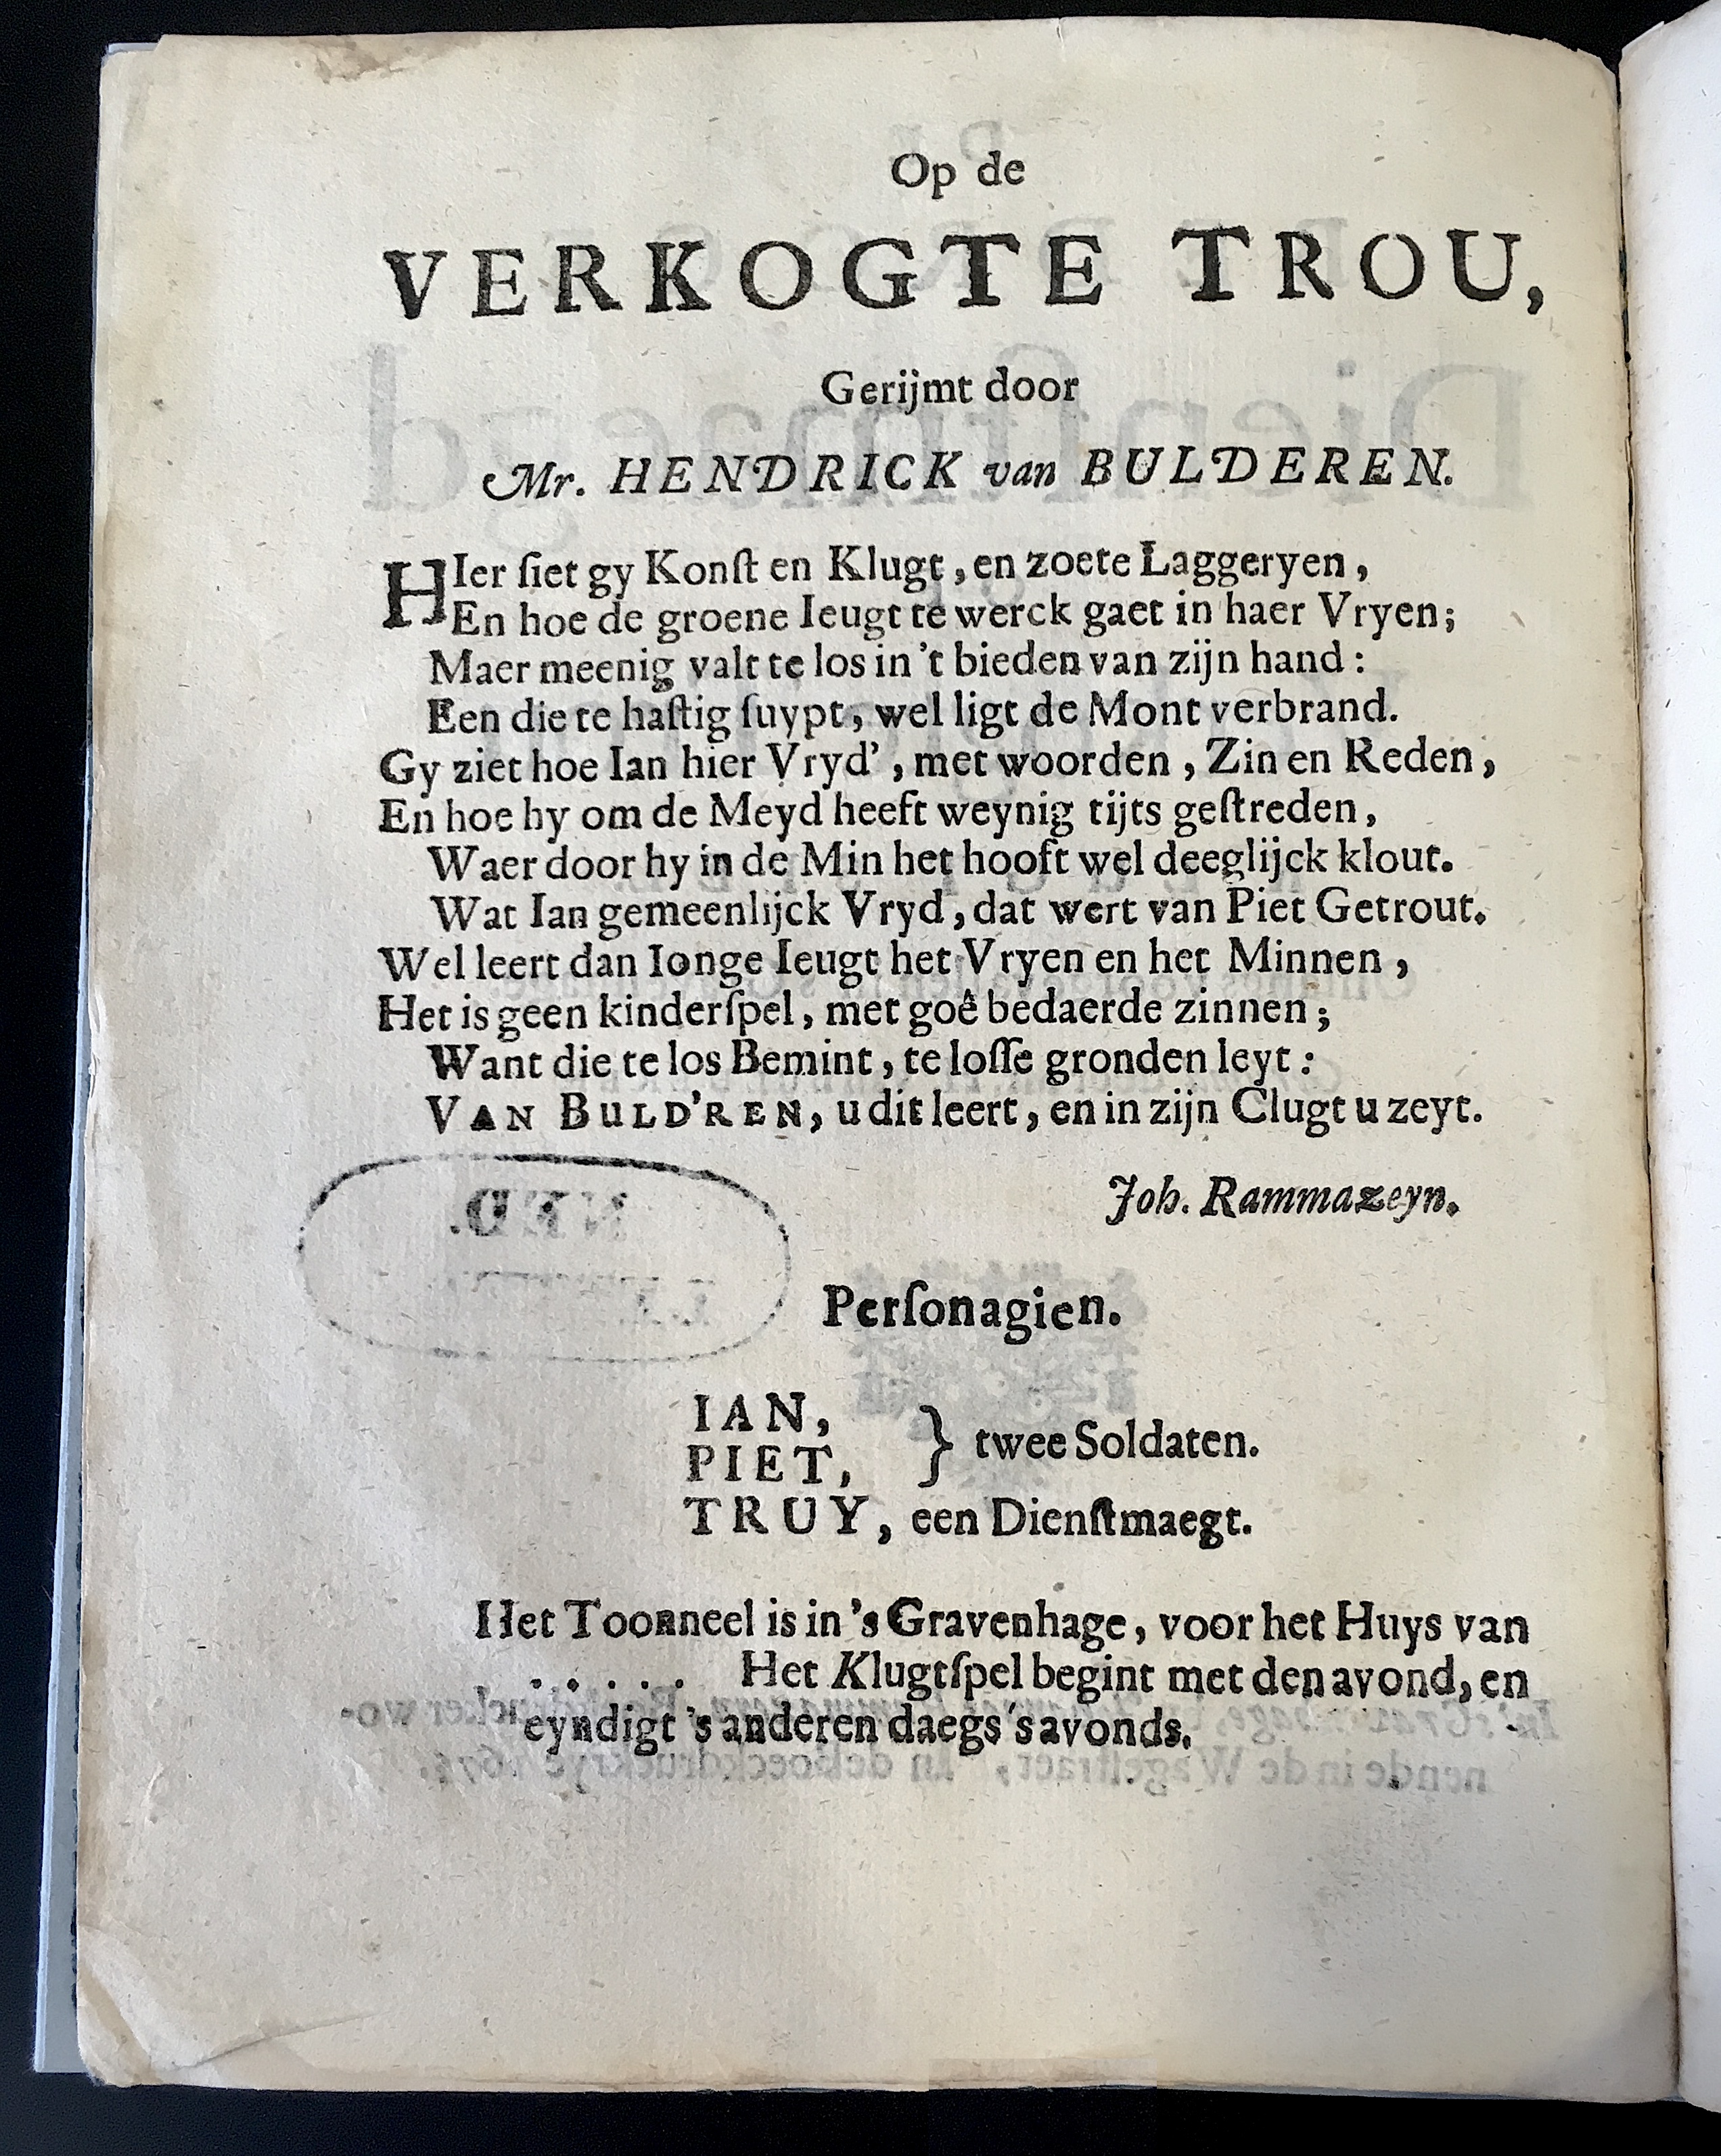 Op de
VERKOGTE TROU,
Gerijmt door
Mr. HENDRICK van BULDEREN.
HIer ſiet gy Konſt en Klugt, en zoete Laggeryen,
En hoe de groene Ieugt te werck gaet in haer Vryen;
Maer meenig valt te los in 't bieden van zijn hand:
Een die te haſtig ſuypt, wel ligt de Mont verbrand.
Gy ziet hoe Ian hier Vryd', met woorden, Zin en Reden,
En hoe hy om de Meyd heeft weynig tijts geſtreden,
Waer door hy in de Min het hooft wel deeglijck klout.
Wat Ian gemeenlijck Vryd, dat wert van Piet Getrout.
Wel leert dan Ionge Ieugt het Vryen en het Minnen,
Het is geen kinderſpel, met goê bedaerde zinnen;
Want die te los Bemint, te loſſe gronden leyt:
VAN BULD'REN, u dit leert, en in zijn Clugt u zeyt.
Joh. Rammazeyn.
Perſonagien.
IAN,
PIET, } twee Soldaten.
TRUY, een Dienſtmaegt.
Het Toonneel is in 's Gravenhage, voor het Huys van
. . . . . Het Klugtſpel begint met den avond, en
eyndigt 's anderen daegs 's avonds.